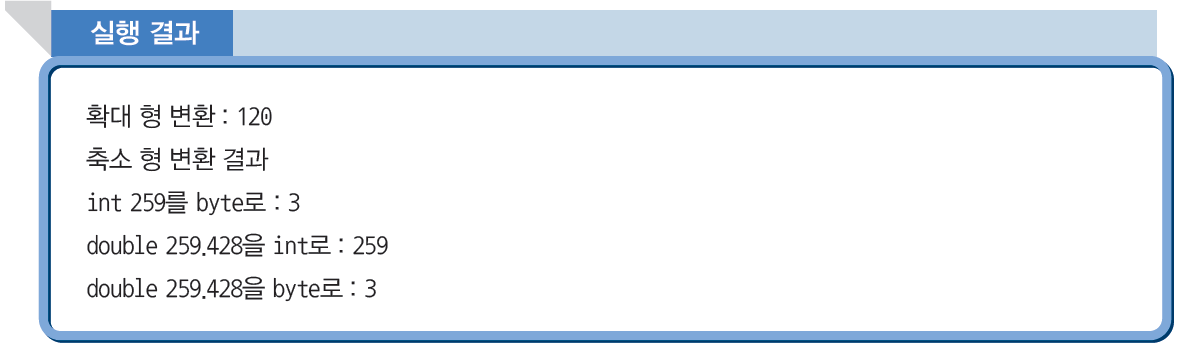 실행 결과
확대 형 변환 : 120
축소 형 변환 결과
int 259를 byte로 : 3
double 259.428을 int로 : 259
double 259.428을 byte로 : 3